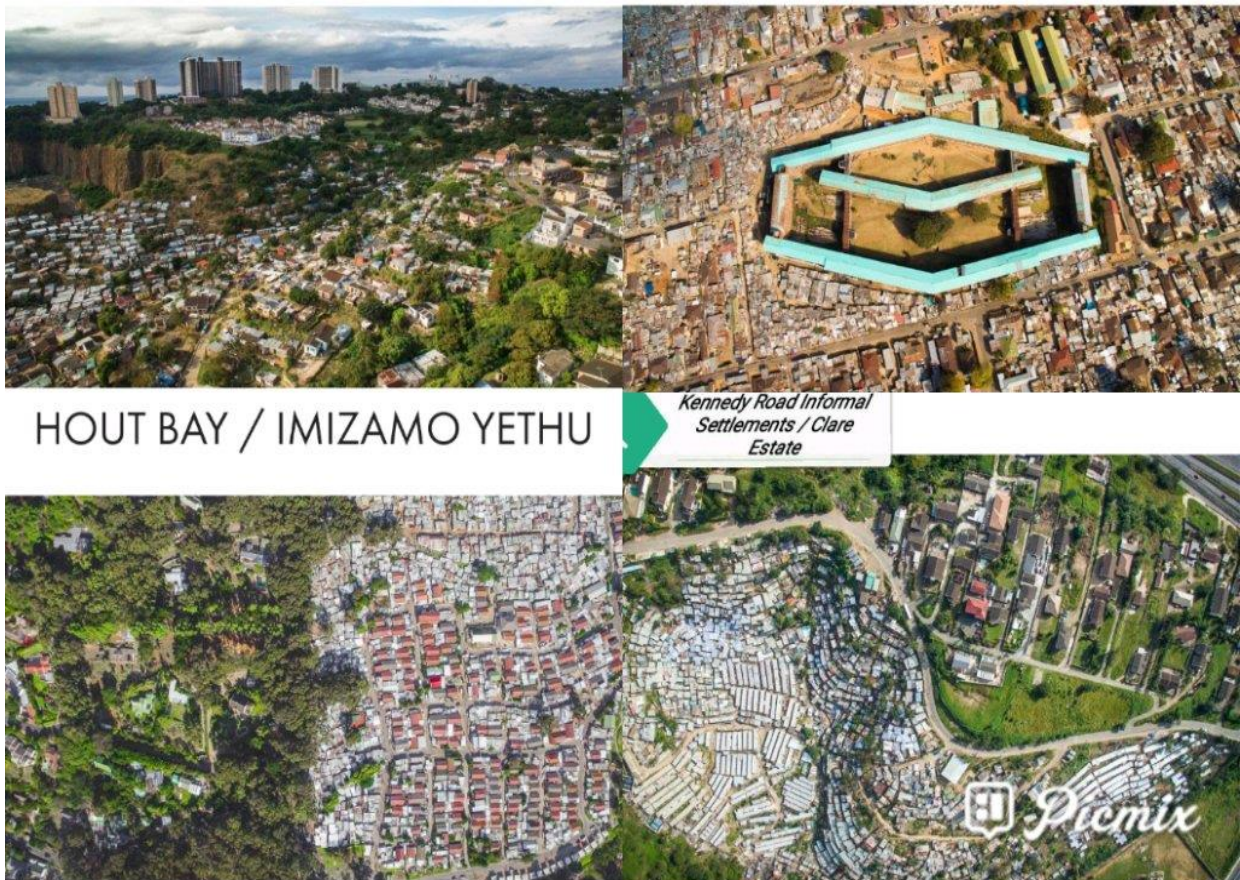 HOUT BAY / IMIZAMO YETHU
Kennedy Road Informal
Settlements / Clare
Estate
Picmix